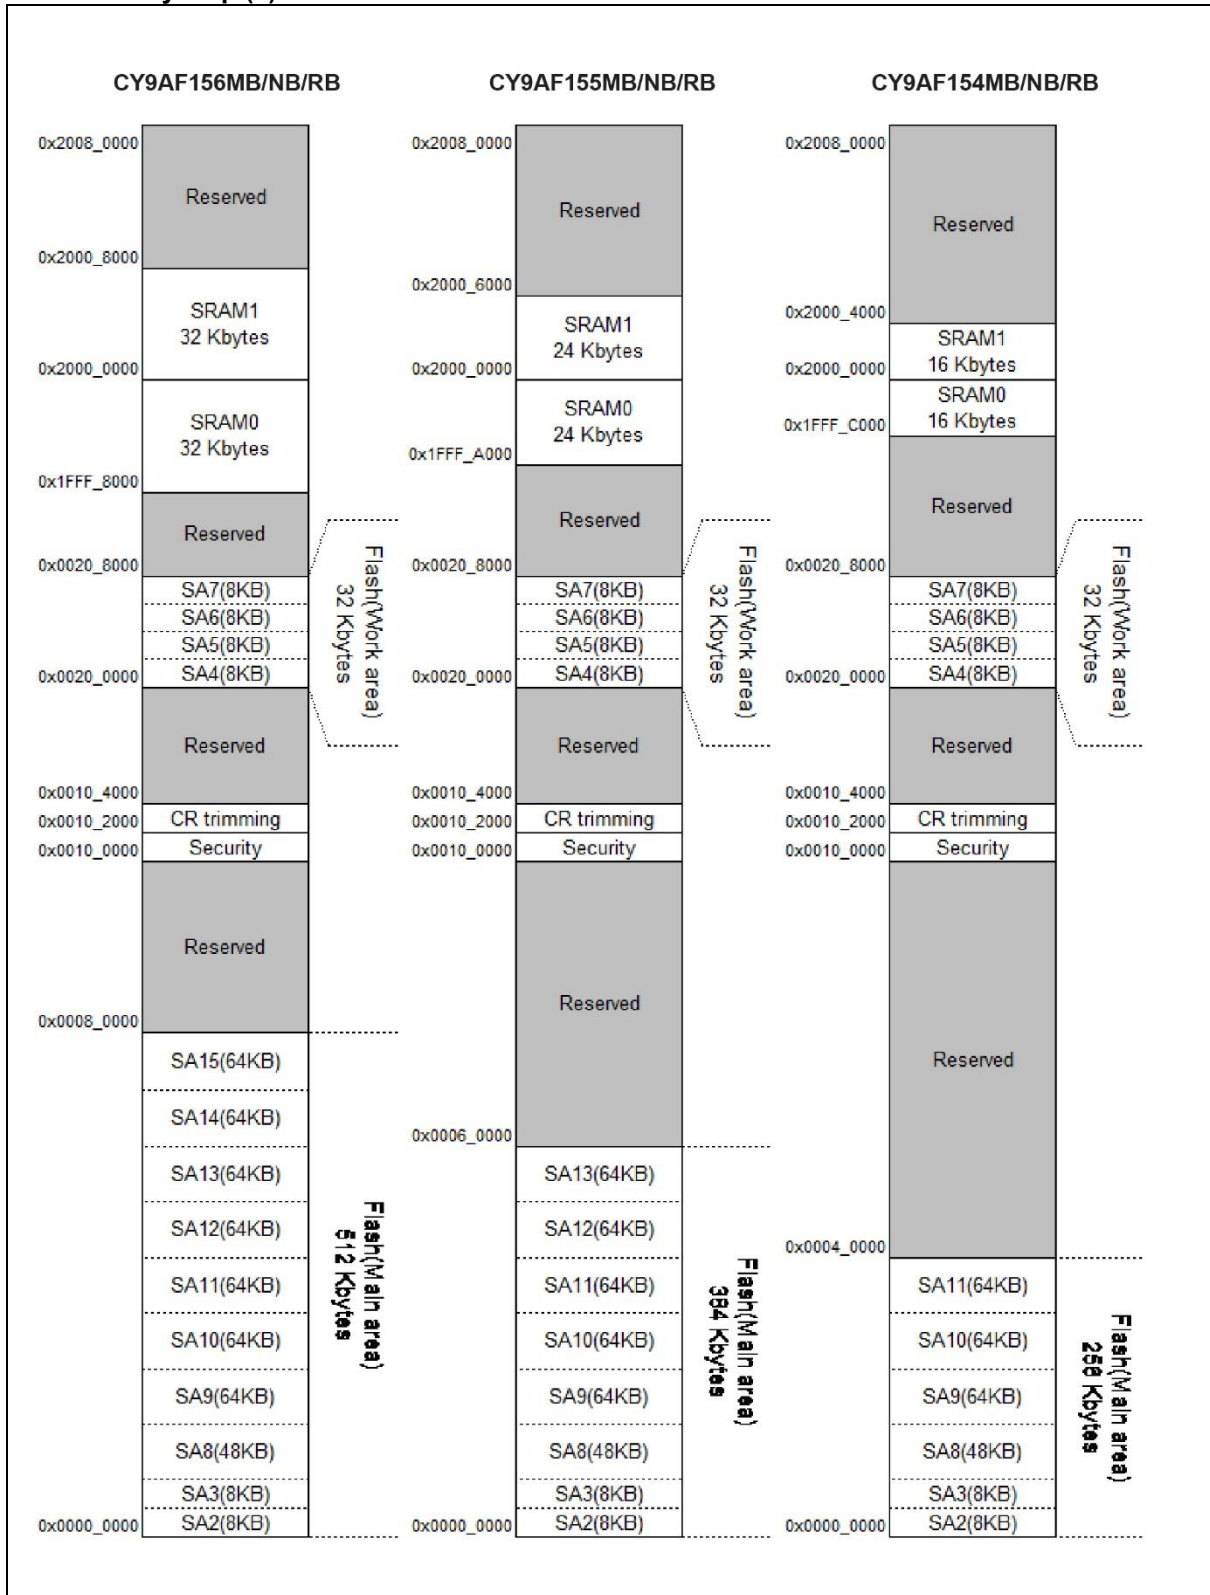 CY9AF156MB/NB/RB
0x2008_0000
Reserved
0x2000_8000
SRAM1
32 Kbytes
0x2000_0000
SRAM0
32 Kbytes
0x1FFF_8000
Reserved
0x0020_8000
SA7(8KB)
SA6(8KB)
SA5(8KB)
SA4(8KB)
0x0020_0000
Flash(Work area)
32 Kbytes
Reserved
0x0010_4000
CR trimming
0x0010_2000
Security
0x0010_0000
Reserved
0x0008_0000
SA15(64KB)
SA14(64KB)
SA13(64KB)
SA12(64KB)
SA11(64KB)
SA10(64KB)
SA9(64KB)
SA8(48KB)
SA3(8KB)
SA2(8KB)
0x0000_0000
Flash(Main area)
512 Kbytes
CY9AF155MB/NB/RB
0x2008_0000
Reserved
0x2000_6000
SRAM1
24 Kbytes
0x2000_0000
SRAM0
24 Kbytes
0x1FFF_A000
Reserved
0x0020_8000
SA7(8KB)
SA6(8KB)
SA5(8KB)
SA4(8KB)
0x0020_0000
Flash(Work area)
32 Kbytes
Reserved
0x0010_4000
CR trimming
0x0010_2000
Security
0x0010_0000
Reserved
0x0006_0000
SA13(64KB)
SA12(64KB)
SA11(64KB)
SA10(64KB)
SA9(64KB)
SA8(48KB)
SA3(8KB)
SA2(8KB)
0x0000_0000
Flash(Main area)
384 Kbytes
CY9AF154MB/NB/RB
0x2008_0000
Reserved
0x2000_4000
SRAM1
16 Kbytes
0x2000_0000
SRAM0
16 Kbytes
0x1FFF_C000
Reserved
0x0020_8000
SA7(8KB)
SA6(8KB)
SA5(8KB)
SA4(8KB)
0x0020_0000
Flash(Work area)
32 Kbytes
Reserved
0x0010_4000
CR trimming
0x0010_2000
Security
0x0010_0000
Reserved
0x0004_0000
SA11(64KB)
SA10(64KB)
SA9(64KB)
SA8(48KB)
SA3(8KB)
SA2(8KB)
0x0000_0000
Flash(Main area)
256 Kbytes